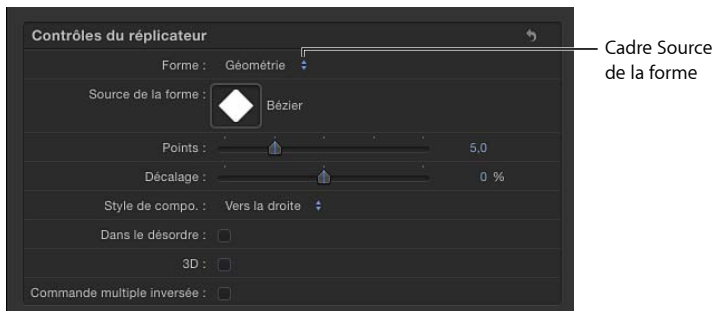 Contrôles du réplicateur
Forme : Géométrie
Cadre Source
de la forme
Source de la forme : Bézier
Points : 5,0
Décalage : 0 %
Style de compo. : Vers la droite
Dans le désordre :
3D :
Commande multiple inversée :